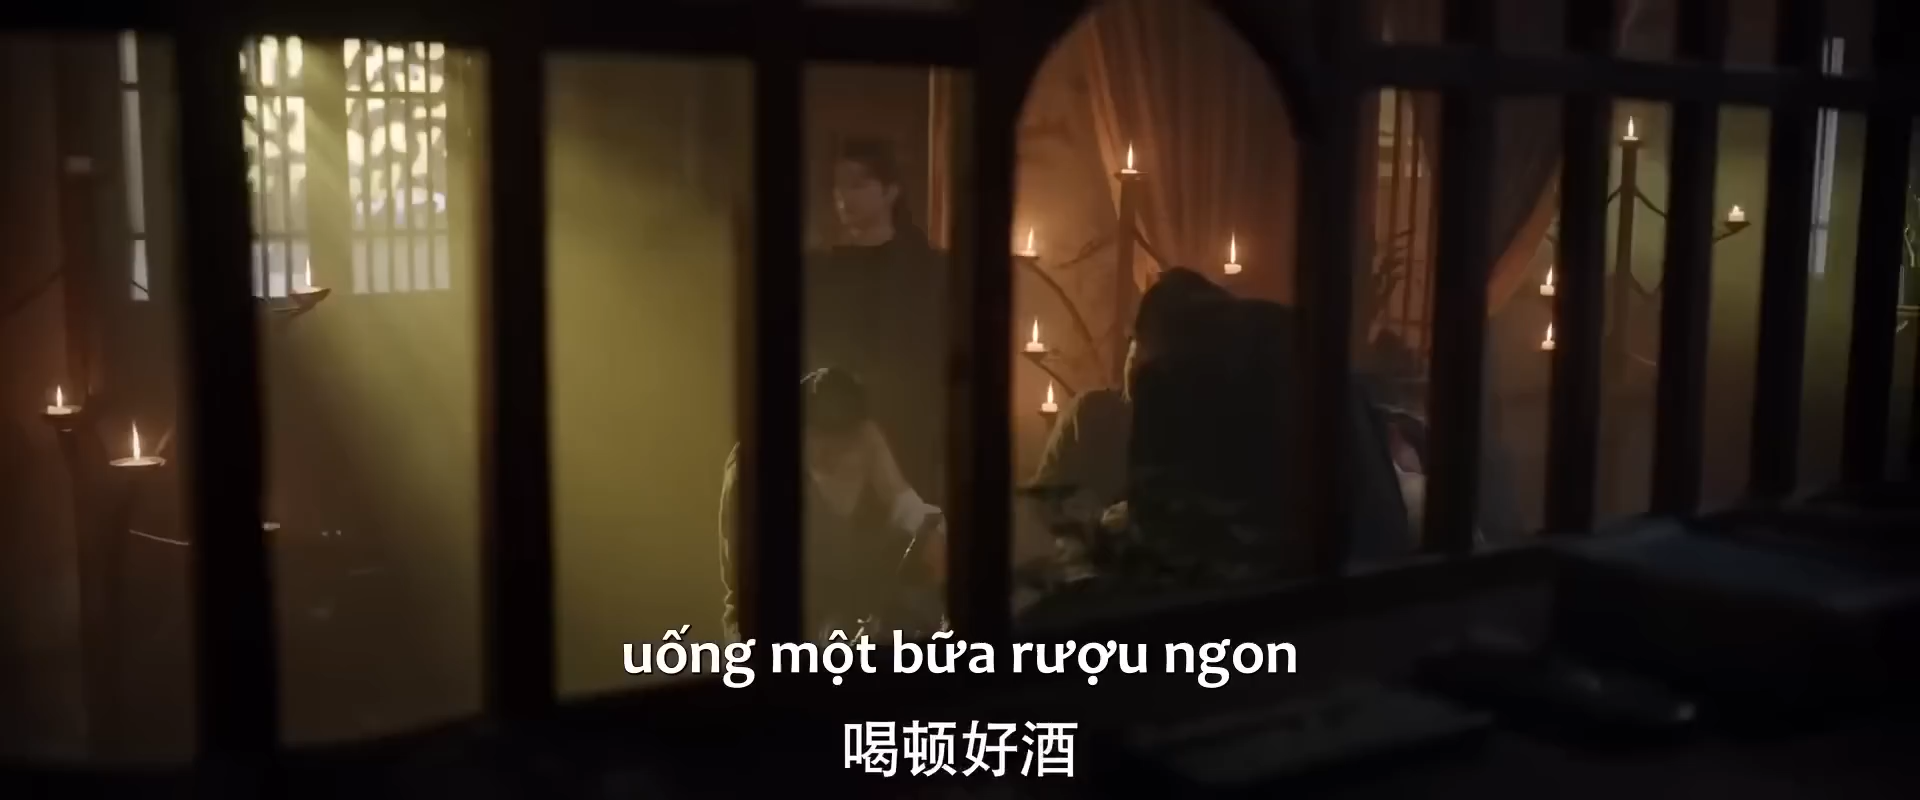 uống một bữa rượu ngon
喝顿好酒